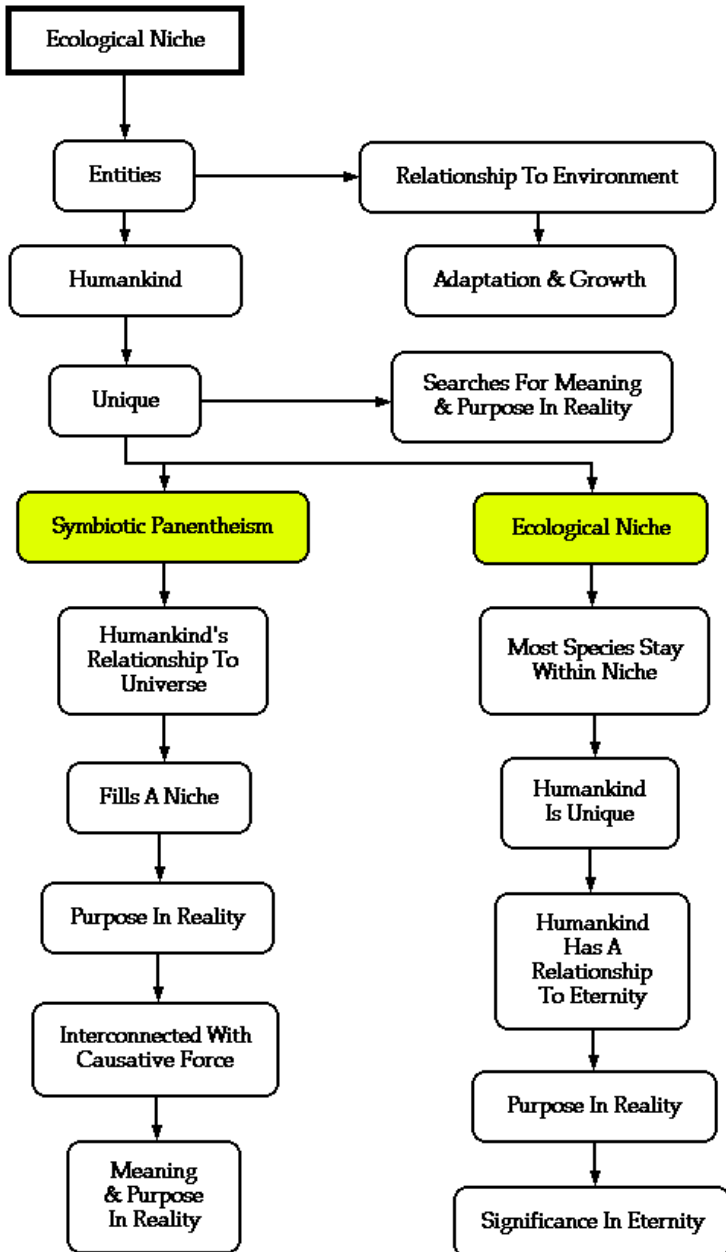 Ecological Niche
Entities
Relationship To Environment
Humankind
Adaptation & Growth
Unique
Searches For Meaning
& Purpose In Reality
Symbiotic Panentheism
Ecological Niche
Humankind's
Relationship To
Universe
Most Species Stay
Within Niche
Fills A Niche
Humankind
Is Unique
Purpose In Reality
Humankind
Has A
Relationship
To Eternity
Interconnected With
Causative Force
Purpose In Reality
Meaning
& Purpose
In Reality
Significance In Eternity